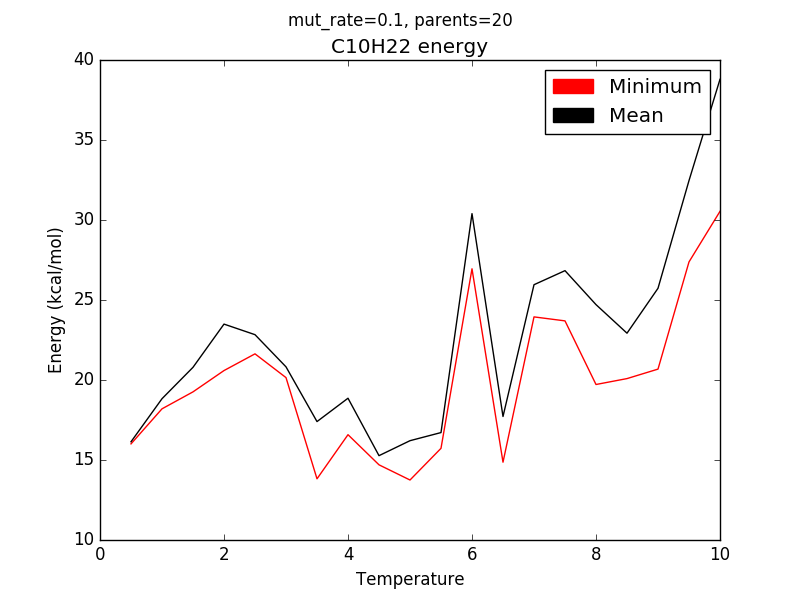 mut_rate=0.1, parents=20
C10H22 energy
Minimum
Mean
Energy (kcal/mol)
40
35
30
25
20
15
10
0 2 4 6 8 10
Temperature